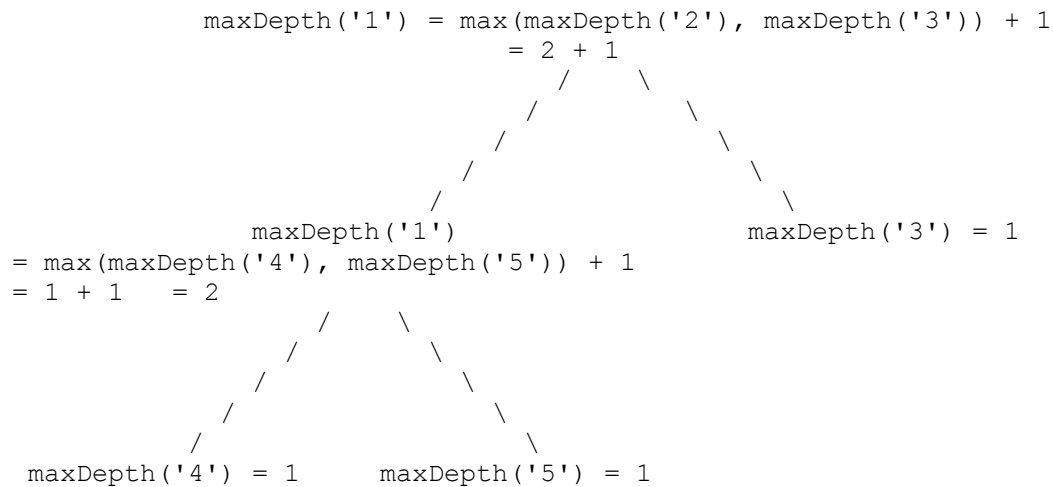 maxDepth('1') = max(maxDepth('2'), maxDepth('3')) + 1
= 2 + 1
/ \
/ \
/ \
/ \
/ \
maxDepth('1') maxDepth('3') = 1
= max(maxDepth('4'), maxDepth('5')) + 1
= 1 + 1 = 2
/ \
/ \
/ \
/ \
/ \
maxDepth('4') = 1 maxDepth('5') = 1